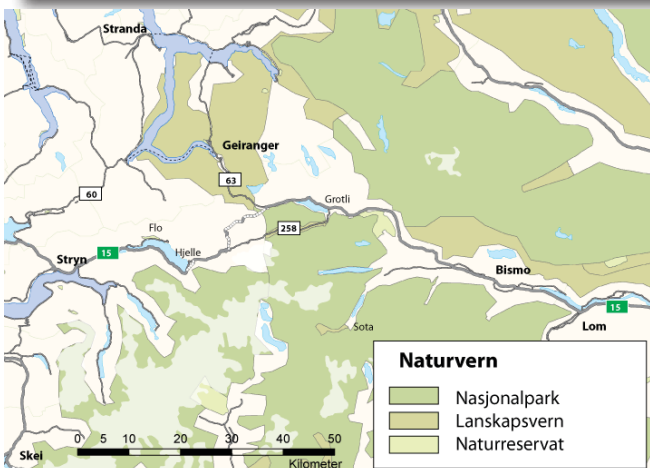 Stranda
Geiranger
63
60
Grotli
258
Flo
15
Hjelle
Stryn
Bismo
15
Lom
Sota
Naturvern
Nasjonalpark
Lanskapsvern
Naturreservat
0 5 10 20 30 40 50
Kilometer
Skei